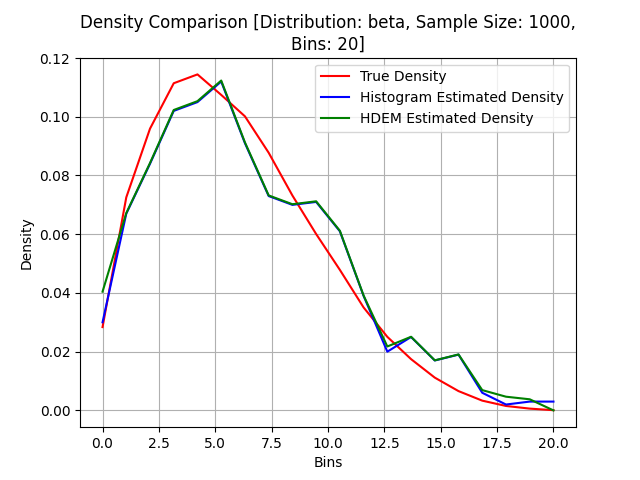 Density Comparison [Distribution: beta, Sample Size: 1000,
Bins: 20]
True Density
Histogram Estimated Density
HDEM Estimated Density
Density
0.12
0.10
0.08
0.06
0.04
0.02
0.00
0.0 2.5 5.0 7.5 10.0 12.5 15.0 17.5 20.0
Bins